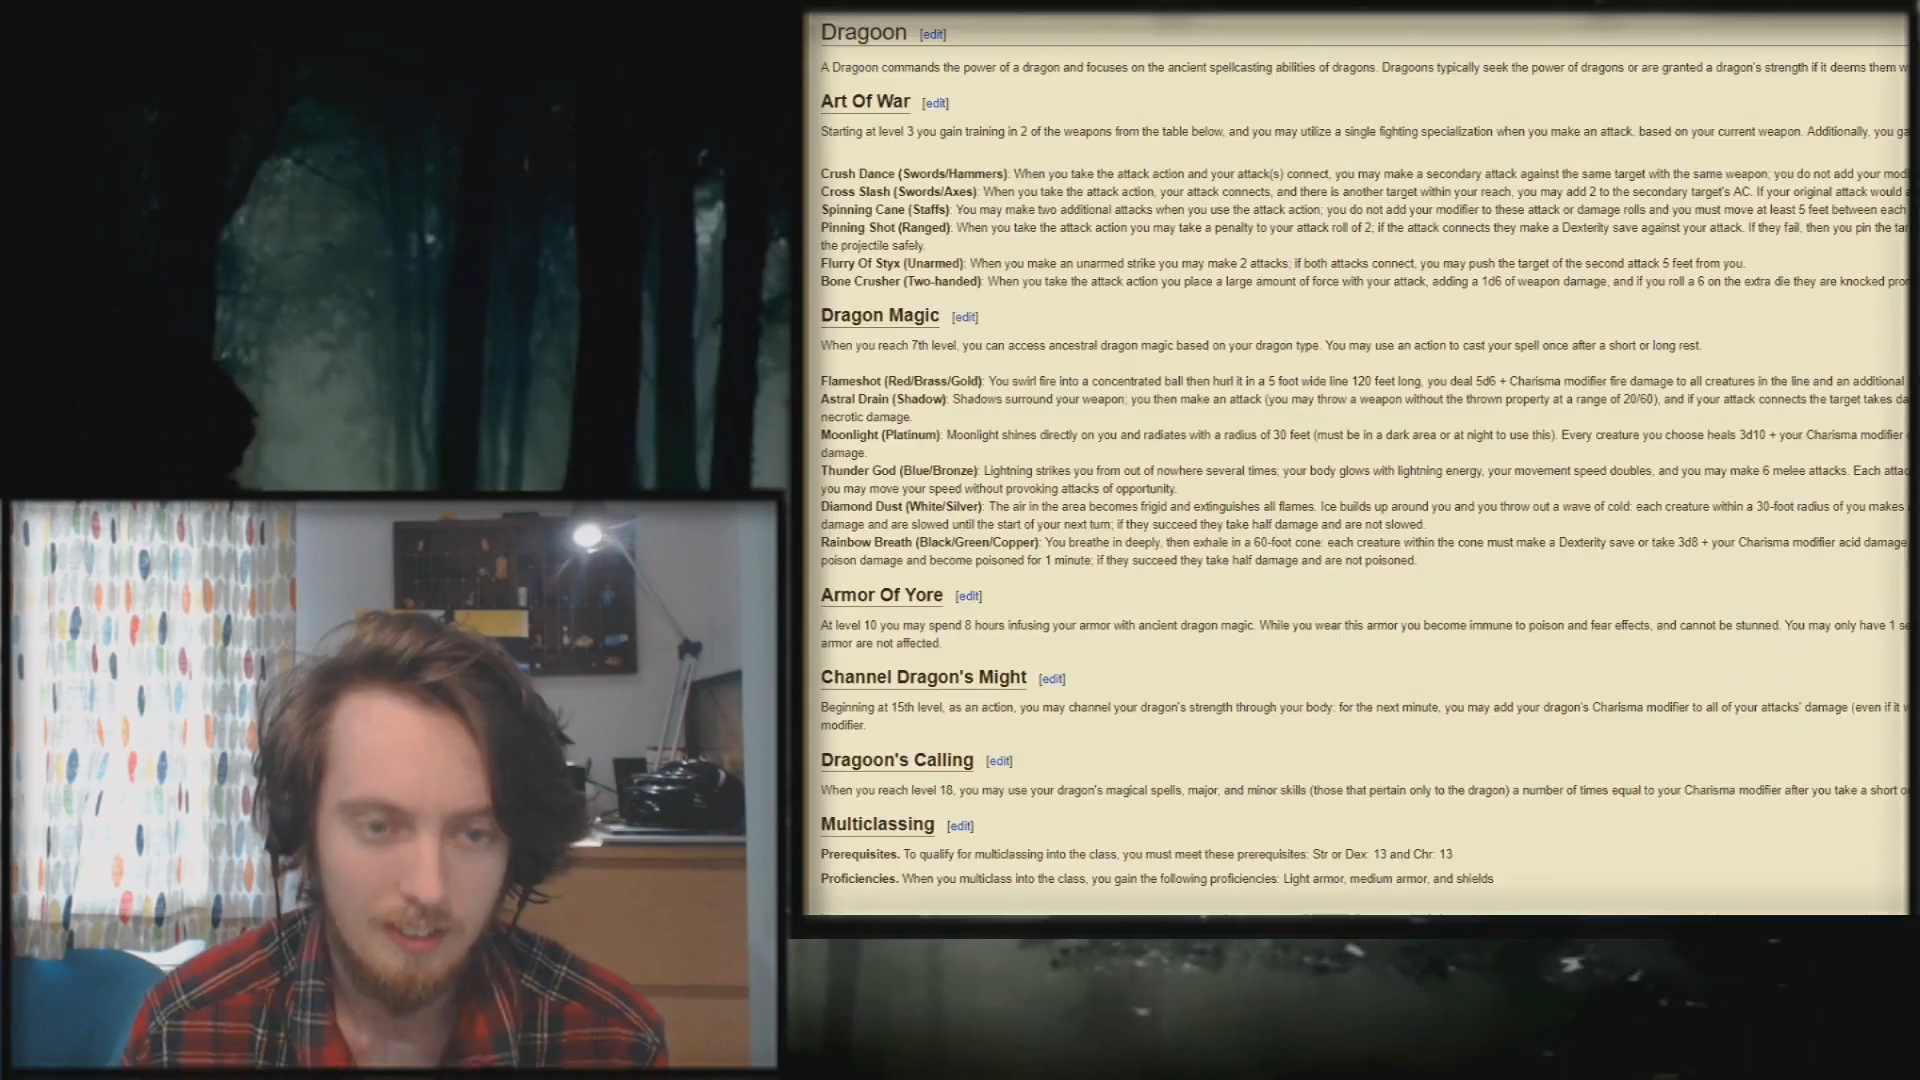 Dragoon [edit]
A Dragoon commands the power of a dragon and focuses on the ancient spellcasting abilities of dragons. Dragoons typically seek the power of dragons or are granted a dragon's strength if it deems them
Art Of War [edit]
Starting at level 3 you gain training in 2 of the weapons from the table below, and you may utilize a single fighting specialization when you make an attack, based on your current weapon. Additionally, you
Crush Dance (Swords/Hammers): When you take the attack action and your attack(s) connect, you may make a secondary attack against the same target with the same weapon; you do not add your
Cross Slash (Swords/Axes): When you take the attack action, your attack connects, and there is another target within your reach, you may add 2 to the secondary target's AC. If your original attack would
Spinning Cane (Staffs): You may make two additional attacks when you use the attack action; you do not add your modifier to these attack or damage rolls and you must move at least 5 feet between each
Pinning Shot (Ranged): When you take the attack action you may take a penalty to your attack roll of 2; if the attack connects they make a Dexterity save against your attack. If they fail, then you pin the
the projectile safely.
Flurry Of Styx (Unarmed): When you make an unarmed strike you may make 2 attacks; if both attacks connect, you may push the target of the second attack 5 feet from you.
Bone Crusher (Two-handed): When you take the attack action you place a large amount of force with your attack, adding a 1d6 of weapon damage, and if you roll a 6 on the extra die they are knocked
Dragon Magic [edit]
When you reach 7th level, you can access ancestral dragon magic based on your dragon type. You may use an action to cast your spell once after a short or long rest.
Flameshot (Red/Brass/Gold): You swirl fire into a concentrated ball then hurl it in a 5 foot wide line 120 feet long, you deal 5d6 + Charisma modifier fire damage to all creatures in the line and an additional
Astral Drain (Shadow): Shadows surround your weapon; you then make an attack (you may throw a weapon without the thrown property at a range of 20/60), and if your attack connects the target takes
necrotic damage.
Moonlight (Platinum): Moonlight shines directly on you and radiates with a radius of 30 feet (must be in a dark area or at night to use this). Every creature you choose heals 3d10 + your Charisma modifier
damage.
Thunder God (Blue/Bronze): Lightning strikes you from out of nowhere several times; your body glows with lightning energy, your movement speed doubles, and you may make 6 melee attacks. Each
you may move your speed without provoking attacks of opportunity.
Diamond Dust (White/Silver): The air in the area becomes frigid and extinguishes all flames. Ice builds up around you and you throw out a wave of cold: each creature within a 30-foot radius of you makes
damage and are slowed until the start of your next turn; if they succeed they take half damage and are not slowed.
Rainbow Breath (Black/Green/Copper): You breathe in deeply, then exhale in a 60-foot cone: each creature within the cone must make a Dexterity save or take 3d8 + your Charisma modifier acid damage
poison damage and become poisoned for 1 minute; if they succeed they take half damage and are not poisoned.
Armor Of Yore [edit]
At level 10 you may spend 8 hours infusing your armor with ancient dragon magic. While you wear this armor you become immune to poison and fear effects, and cannot be stunned. You may only have 1
armor are not affected.
Channel Dragon's Might [edit]
Beginning at 15th level, as an action, you may channel your dragon's strength through your body: for the next minute, you may add your dragon's Charisma modifier to all of your attacks' damage (even if it
modifier.
Dragoon's Calling [edit]
When you reach level 18, you may use your dragon's magical spells, major, and minor skills (those that pertain only to the dragon) a number of times equal to your Charisma modifier after you take a short
Multiclassing [edit]
Prerequisites. To qualify for multiclassing into the class, you must meet these prerequisites: Str or Dex: 13 and Chr: 13
Proficiencies. When you multiclass into the class, you gain the following proficiencies: Light armor, medium armor, and shields